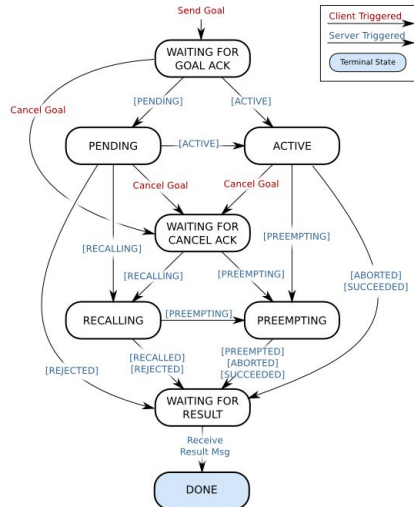 Send Goal
Client Triggered
Server Triggered
Terminal State
WAITING FOR
GOAL ACK
Cancel Goal
[PENDING]
[ACTIVE]
PENDING
[ACTIVE]
ACTIVE
Cancel Goal
Cancel Goal
WAITING FOR
CANCEL ACK
[PREEMPTING]
[RECALLING]
[RECALLING]
[PREEMPTING]
[ABORTED]
[SUCCEEDED]
RECALLING
[PREEMPTING]
PREEMPTING
[REJECTED]
[RECALLED]
[REJECTED]
[PREEMPTED]
[ABORTED]
[SUCCEEDED]
WAITING FOR
RESULT
Receive
Result Msg
DONE